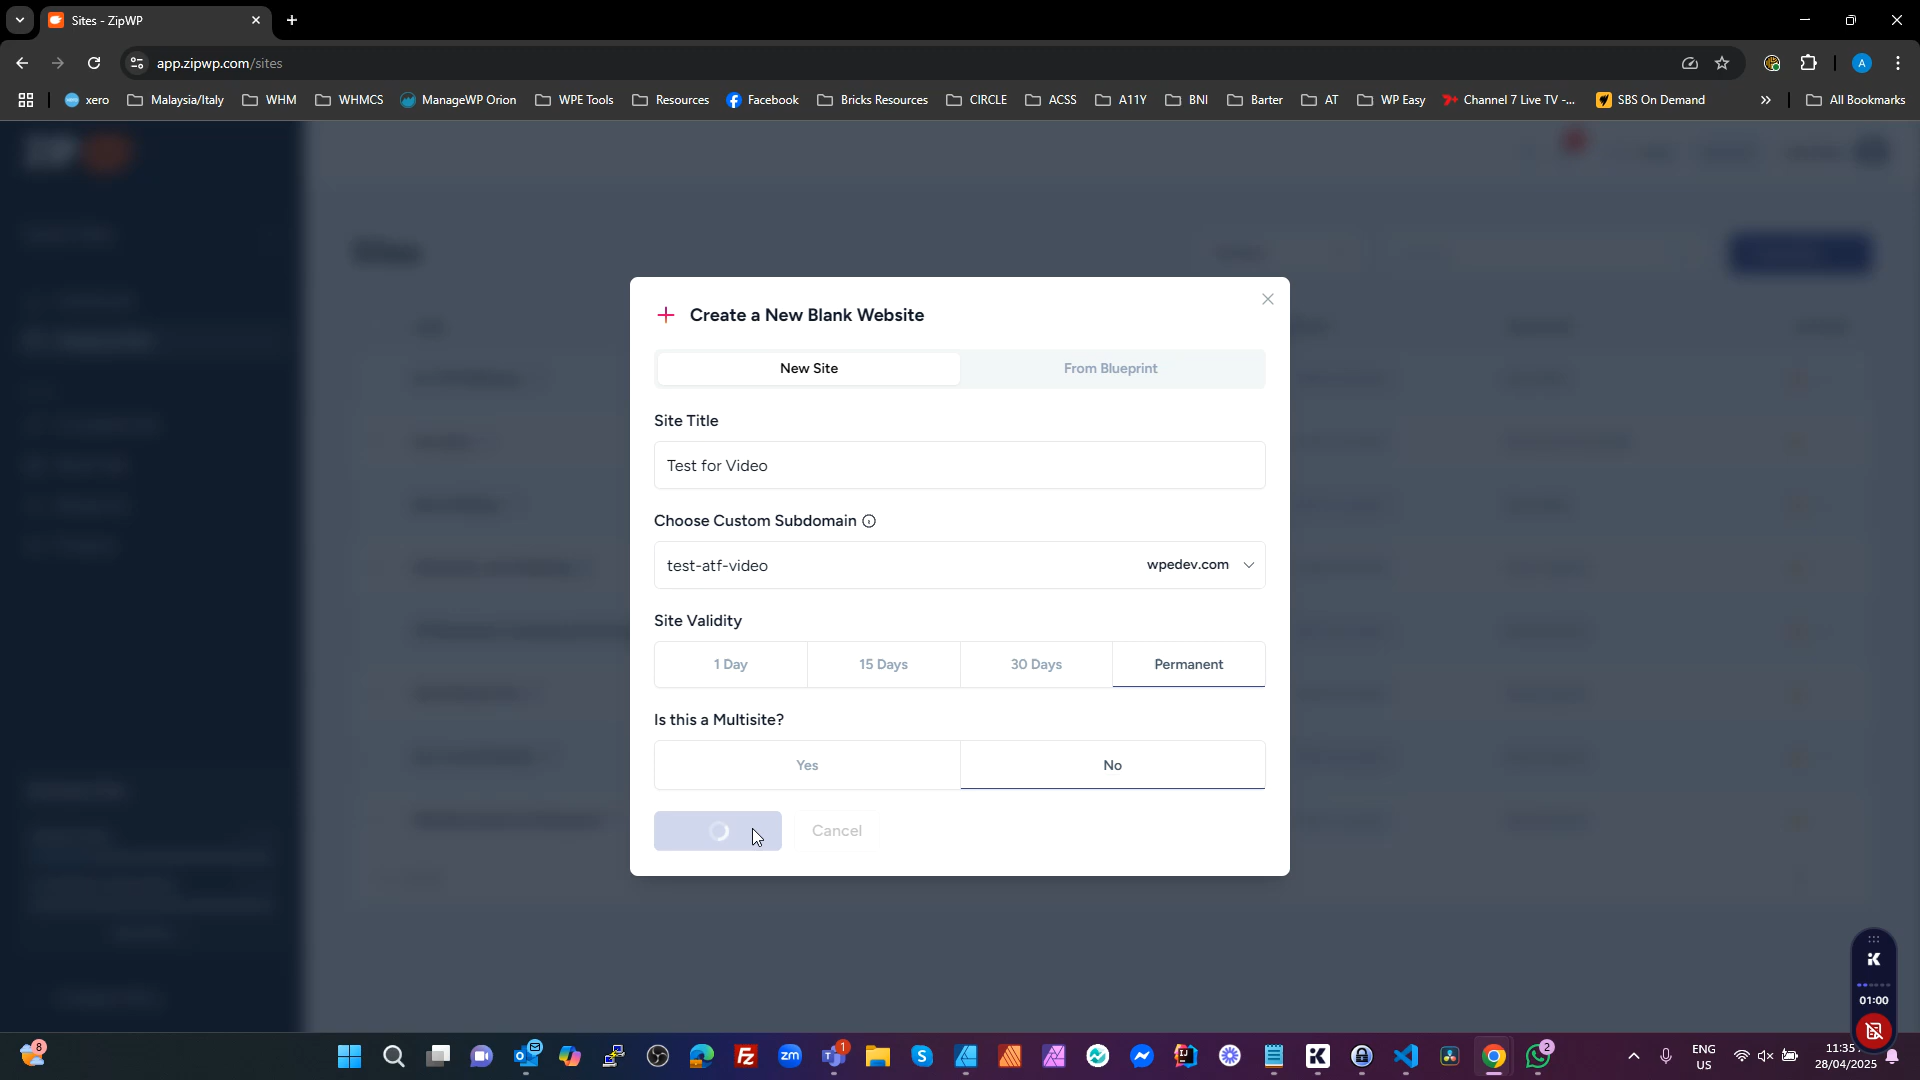 Sites - ZipWP
app.zipwp.com/sites
xero
Malaysia/Italy
WHM
WHMCS
ManageWP Orion
WPE Tools
Resources
Facebook
Bricks Resources
CIRCLE
ACSS
A11Y
BNI
Barter
AT
WP Easy
Channel 7 Live TV -...
SBS On Demand
All Bookmarks
Create a New Blank Website
New Site
From Blueprint
Site Title
Test for Video
Choose Custom Subdomain
test-atf-video
wpedev.com
Site Validity
1 Day
15 Days
30 Days
Permanent
Is this a Multisite?
Yes
No
Cancel
01:00
ENG
US
11:35
28/04/2025